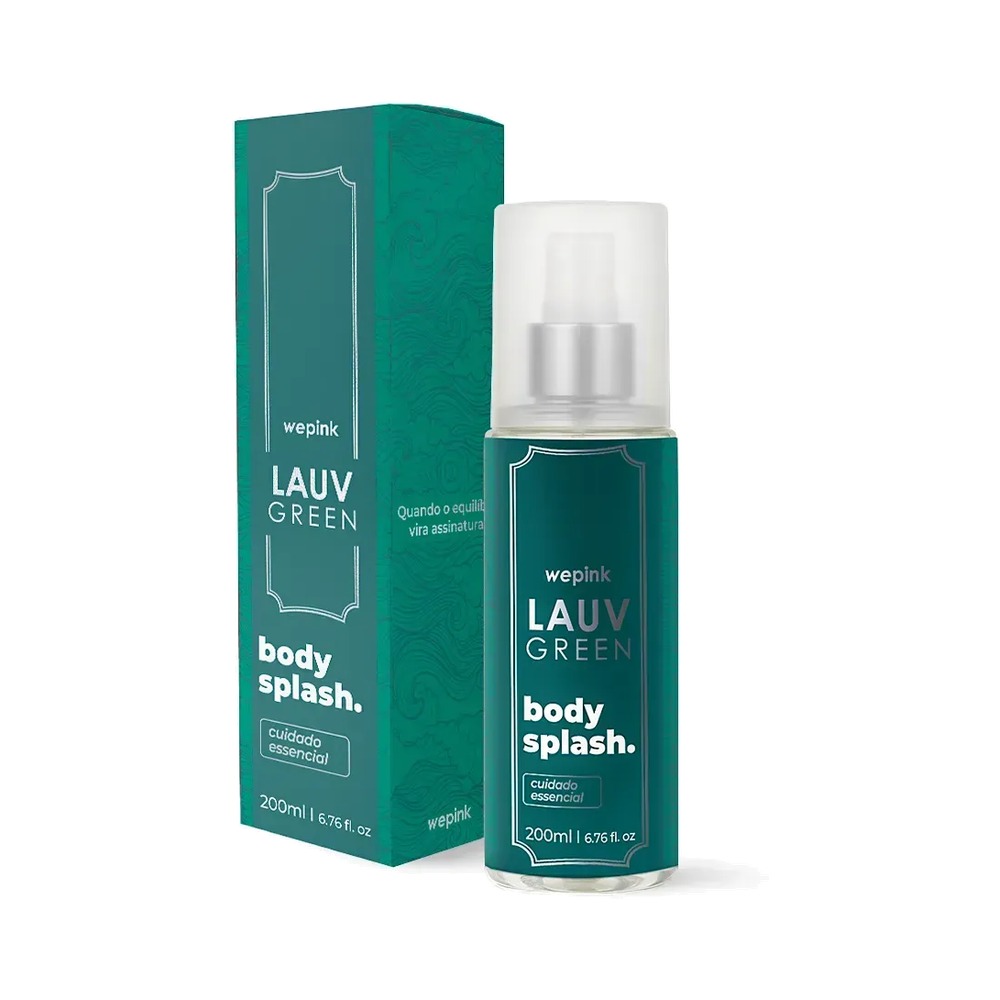 wepink
LAUV
GREEN
body
splash.
cuidado
essencial
200ml | 6.76 fl. oz
Quando o
vira assinatura
wepink
wepink
LAUV
GREEN
body
splash.
cuidado
essencial
200ml | 6.76 fl. oz